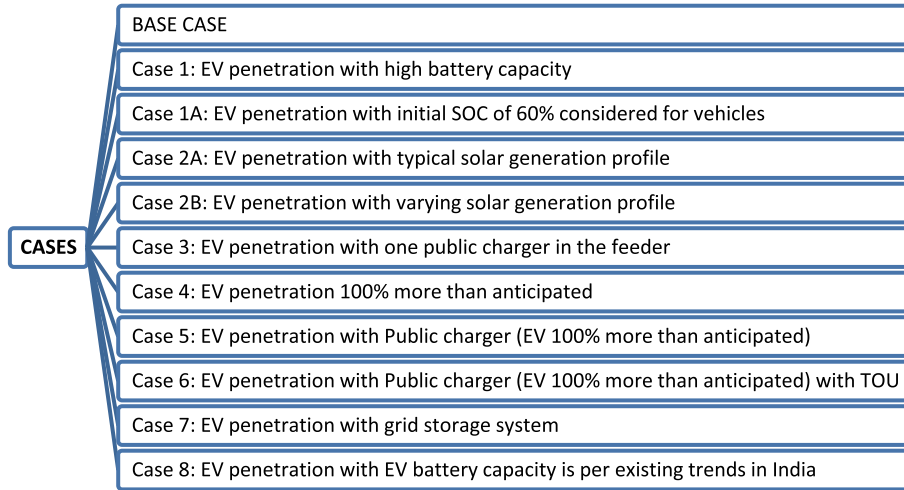 BASE CASE
Case 1: EV penetration with high battery capacity
Case 1A: EV penetration with initial SOC of 60% considered for vehicles
Case 2A: EV penetration with typical solar generation profile
Case 2B: EV penetration with varying solar generation profile
CASES
Case 3: EV penetration with one public charger in the feeder
Case 4: EV penetration 100% more than anticipated
Case 5: EV penetration with Public charger (EV 100% more than anticipated)
Case 6: EV penetration with Public charger (EV 100% more than anticipated) with TOU
Case 7: EV penetration with grid storage system
Case 8: EV penetration with EV battery capacity is per existing trends in India